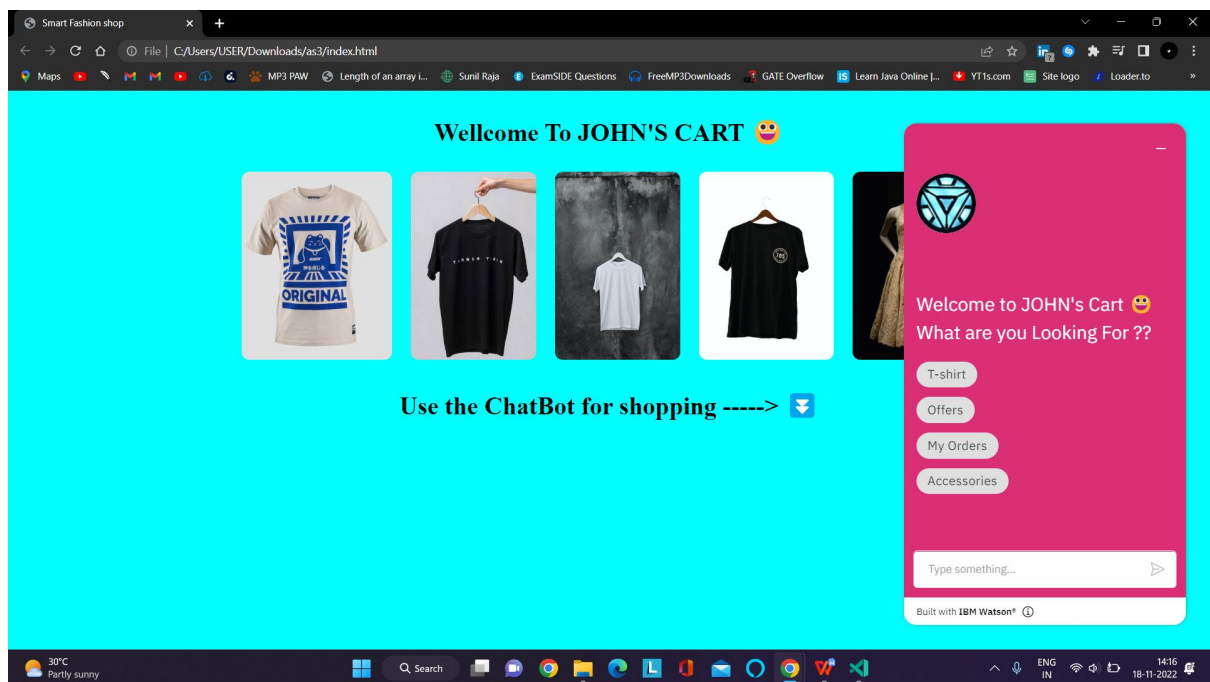 Smart Fashion shop
File | C:/Users/USER/Downloads/as3/index.html
Maps MP3 PAW Length of an array i... Sunil Raja ExamSIDE Questions FreeMP3Downloads GATE Overflow Learn Java Online |... YT1s.com Site logo Loader.to »
Wellcome To JOHN'S CART 😀
ORIGINAL
Use the ChatBot for shopping -----> ⏬
Welcome to JOHN's Cart 😀
What are you Looking For ??
T-shirt
Offers
My Orders
Accessories
Type something...
Built with IBM Watson®
30°C
Partly sunny
Search
ENG
IN
14:16
18-11-2022